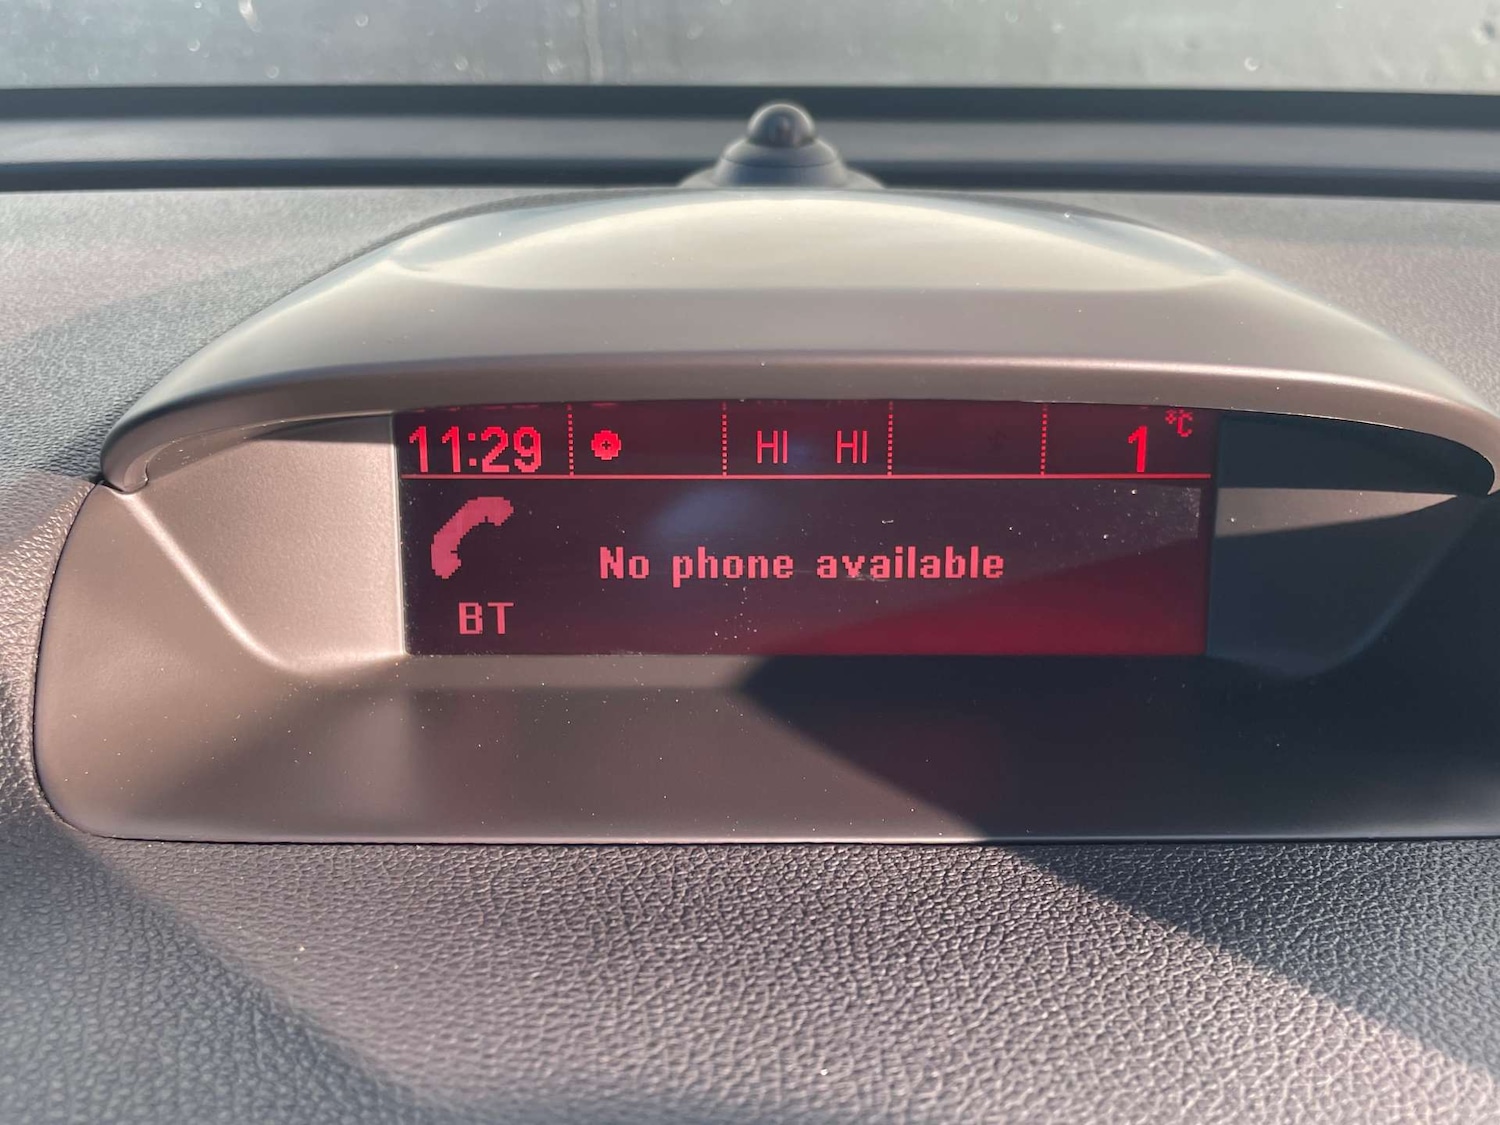 11:29 HI HI 1 °C
No phone available
BT